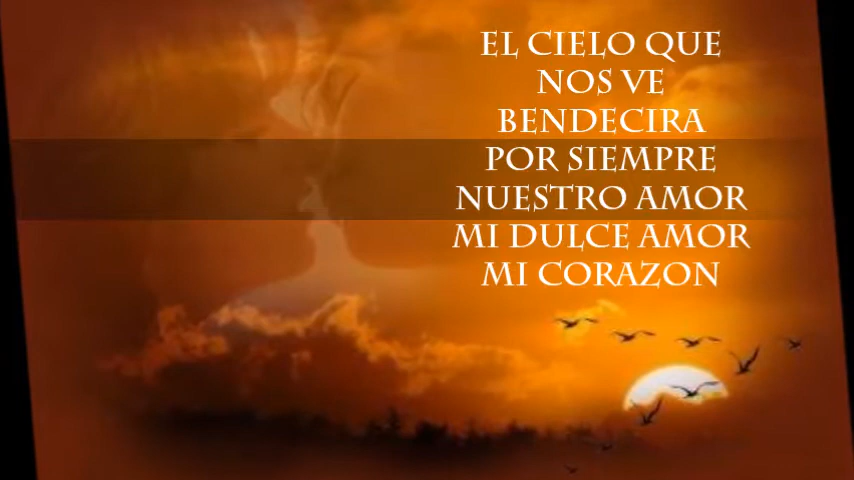 EL CIELO QUE
NOS VE
BENDECIRA
POR SIEMPRE
NUESTRO AMOR
MI DULCE AMOR
MI CORAZON